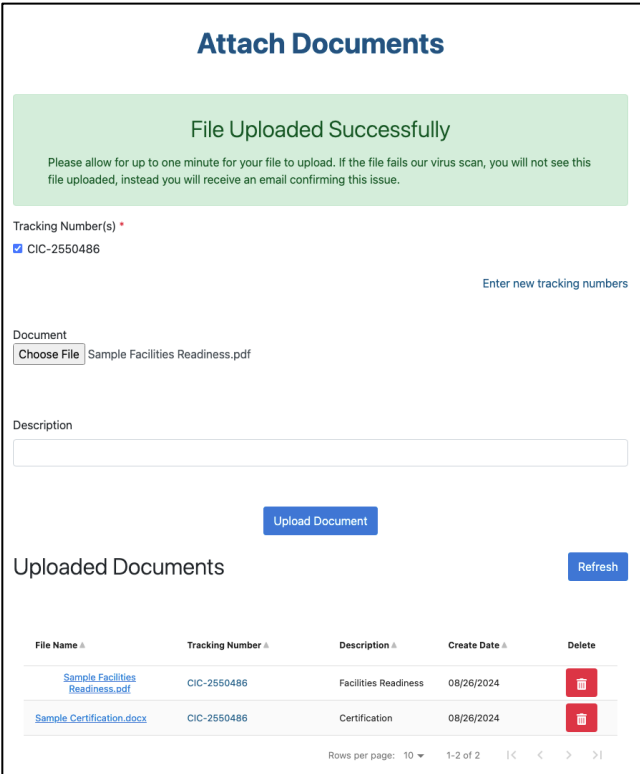 Attach Documents
File Uploaded Successfully
Please allow for up to one minute for your file to upload. If the file fails our virus scan, you will not see this
file uploaded, instead you will receive an email confirming this issue.
Tracking Number(s) *
CIC-2550486
Enter new tracking numbers
Document
Choose File Sample Facilities Readiness.pdf
Description
Upload Document
Uploaded Documents
Refresh
File Name Tracking Number Description Create Date Delete
Sample Facilities
Readiness.pdf CIC-2550486 Facilities Readiness 08/26/2024
Sample Certification.docx CIC-2550486 Certification 08/26/2024
Rows per page: 10 1-2 of 2